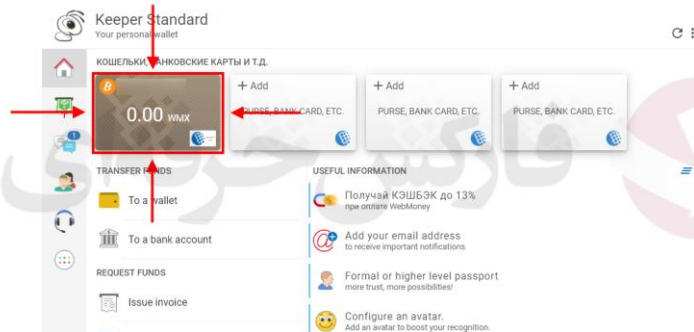 Keeper Standard
Your personal wallet
КОШЕЛЬКИ, БАНКОВСКИЕ КАРТЫ И Т.Д.
0.00 WMX
+ Add
PURSE, BANK CARD, ETC.
+ Add
PURSE, BANK CARD, ETC.
+ Add
PURSE, BANK CARD, ETC.
TRANSFER FUNDS
To a wallet
To a bank account
REQUEST FUNDS
Issue invoice
USEFUL INFORMATION
Получай КЭШБЭК до 13%
при оплате WebMoney
Add your email address
to receive important notifications
Formal or higher level passport
more trust, more possibilities!
Configure an avatar.
Add an avatar to boost your recognition.
فارکس حرفه‌ای